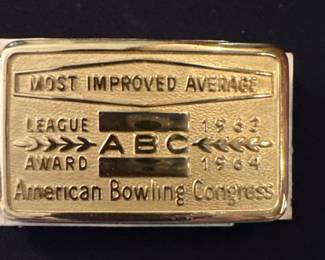 MOST IMPROVED AVERAGE
LEAGUE 1963
ABC
AWARD 1964
American Bowling Congress